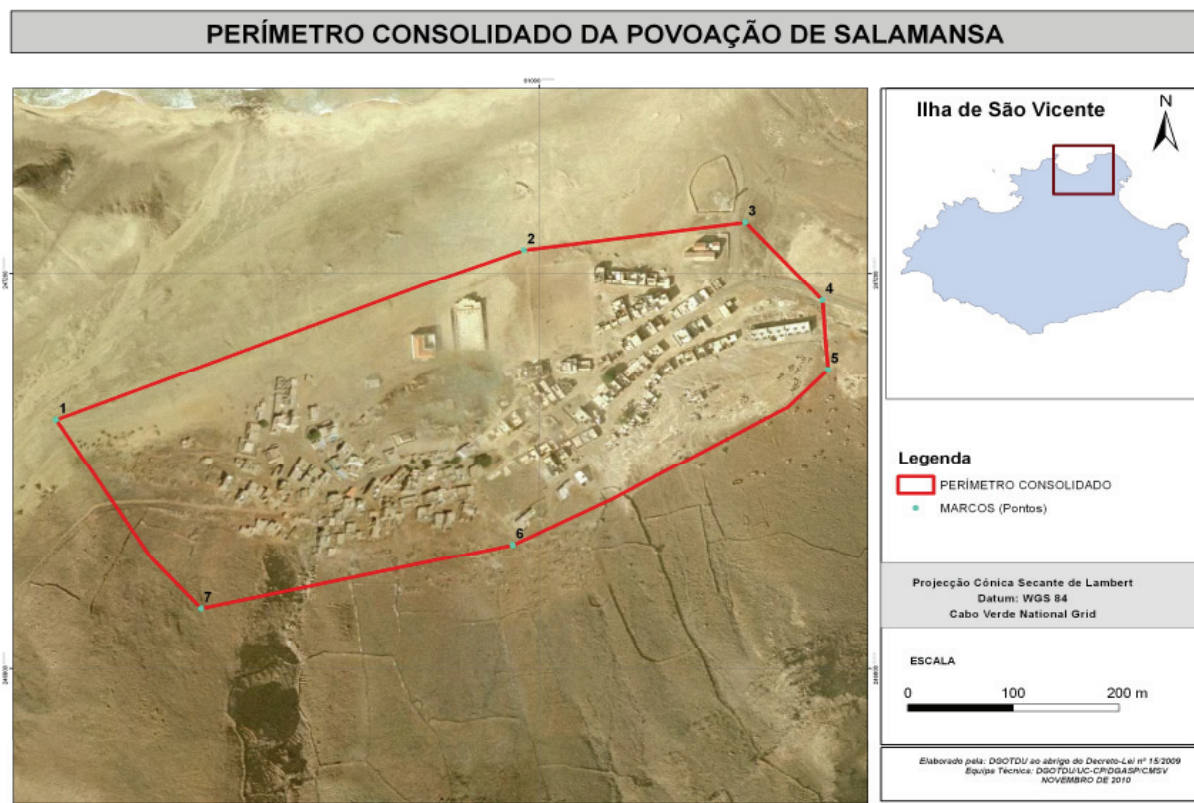 PERÍMETRO CONSOLIDADO DA POVOAÇÃO DE SALAMANSA
1
2
3
4
5
6
7
Ilha de São Vicente
N
Legenda
PERÍMETRO CONSOLIDADO
MARCOS (Pontos)
Projecção Cónica Secante de Lambert
Datum: WGS 84
Cabo Verde National Grid
ESCALA
0 100 200 m
Elaborado pela: DGOTDU ao abrigo do Decreto-Lei nº 15/2009
Equipa Técnica: DGOTDU/UC-CP/DGASP/CMSV
NOVEMBRO DE 2010